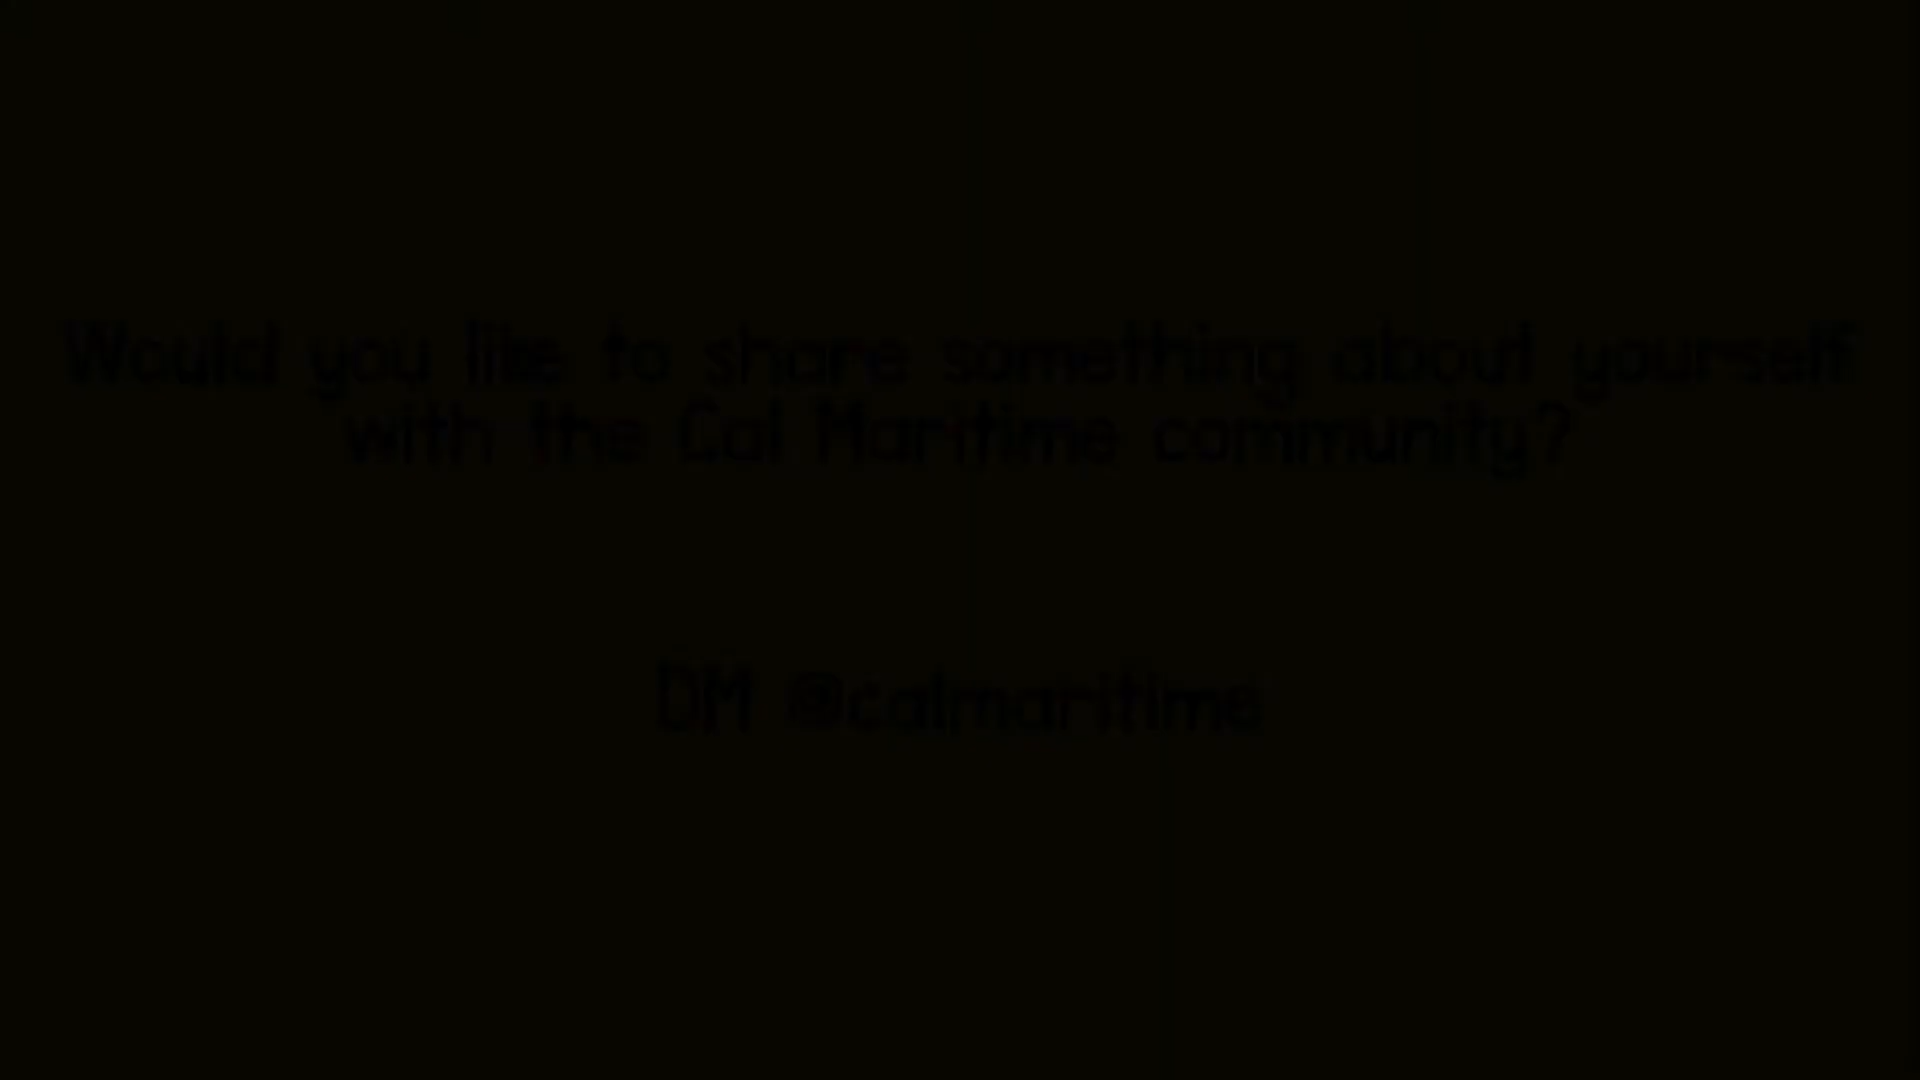 Would you like to share something about yourself
with the Cal Maritime community?
DM @calmaritime